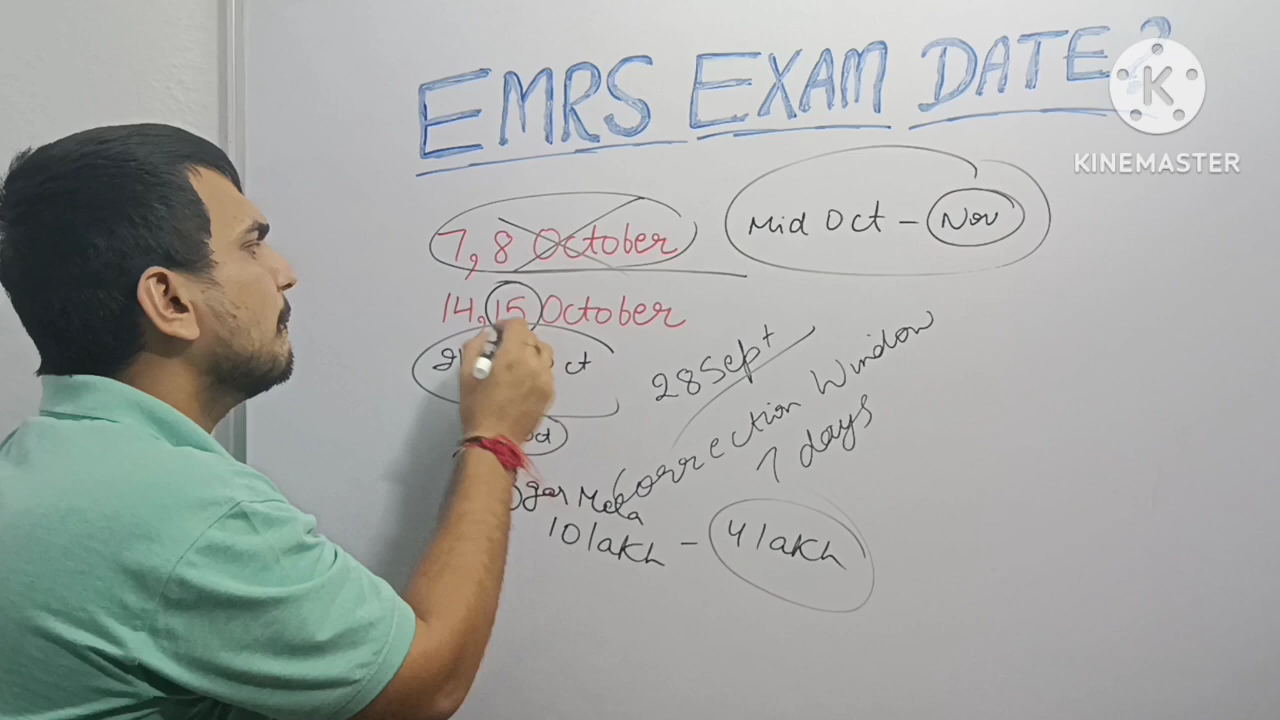 EMRS EXAM DATE ?
K
KINEMASTER
7, 8 October
Mid Oct - Nov
14, 15 October
28 Sept
Correction Window
7 days
Mela
10 lakh - 4 lakh